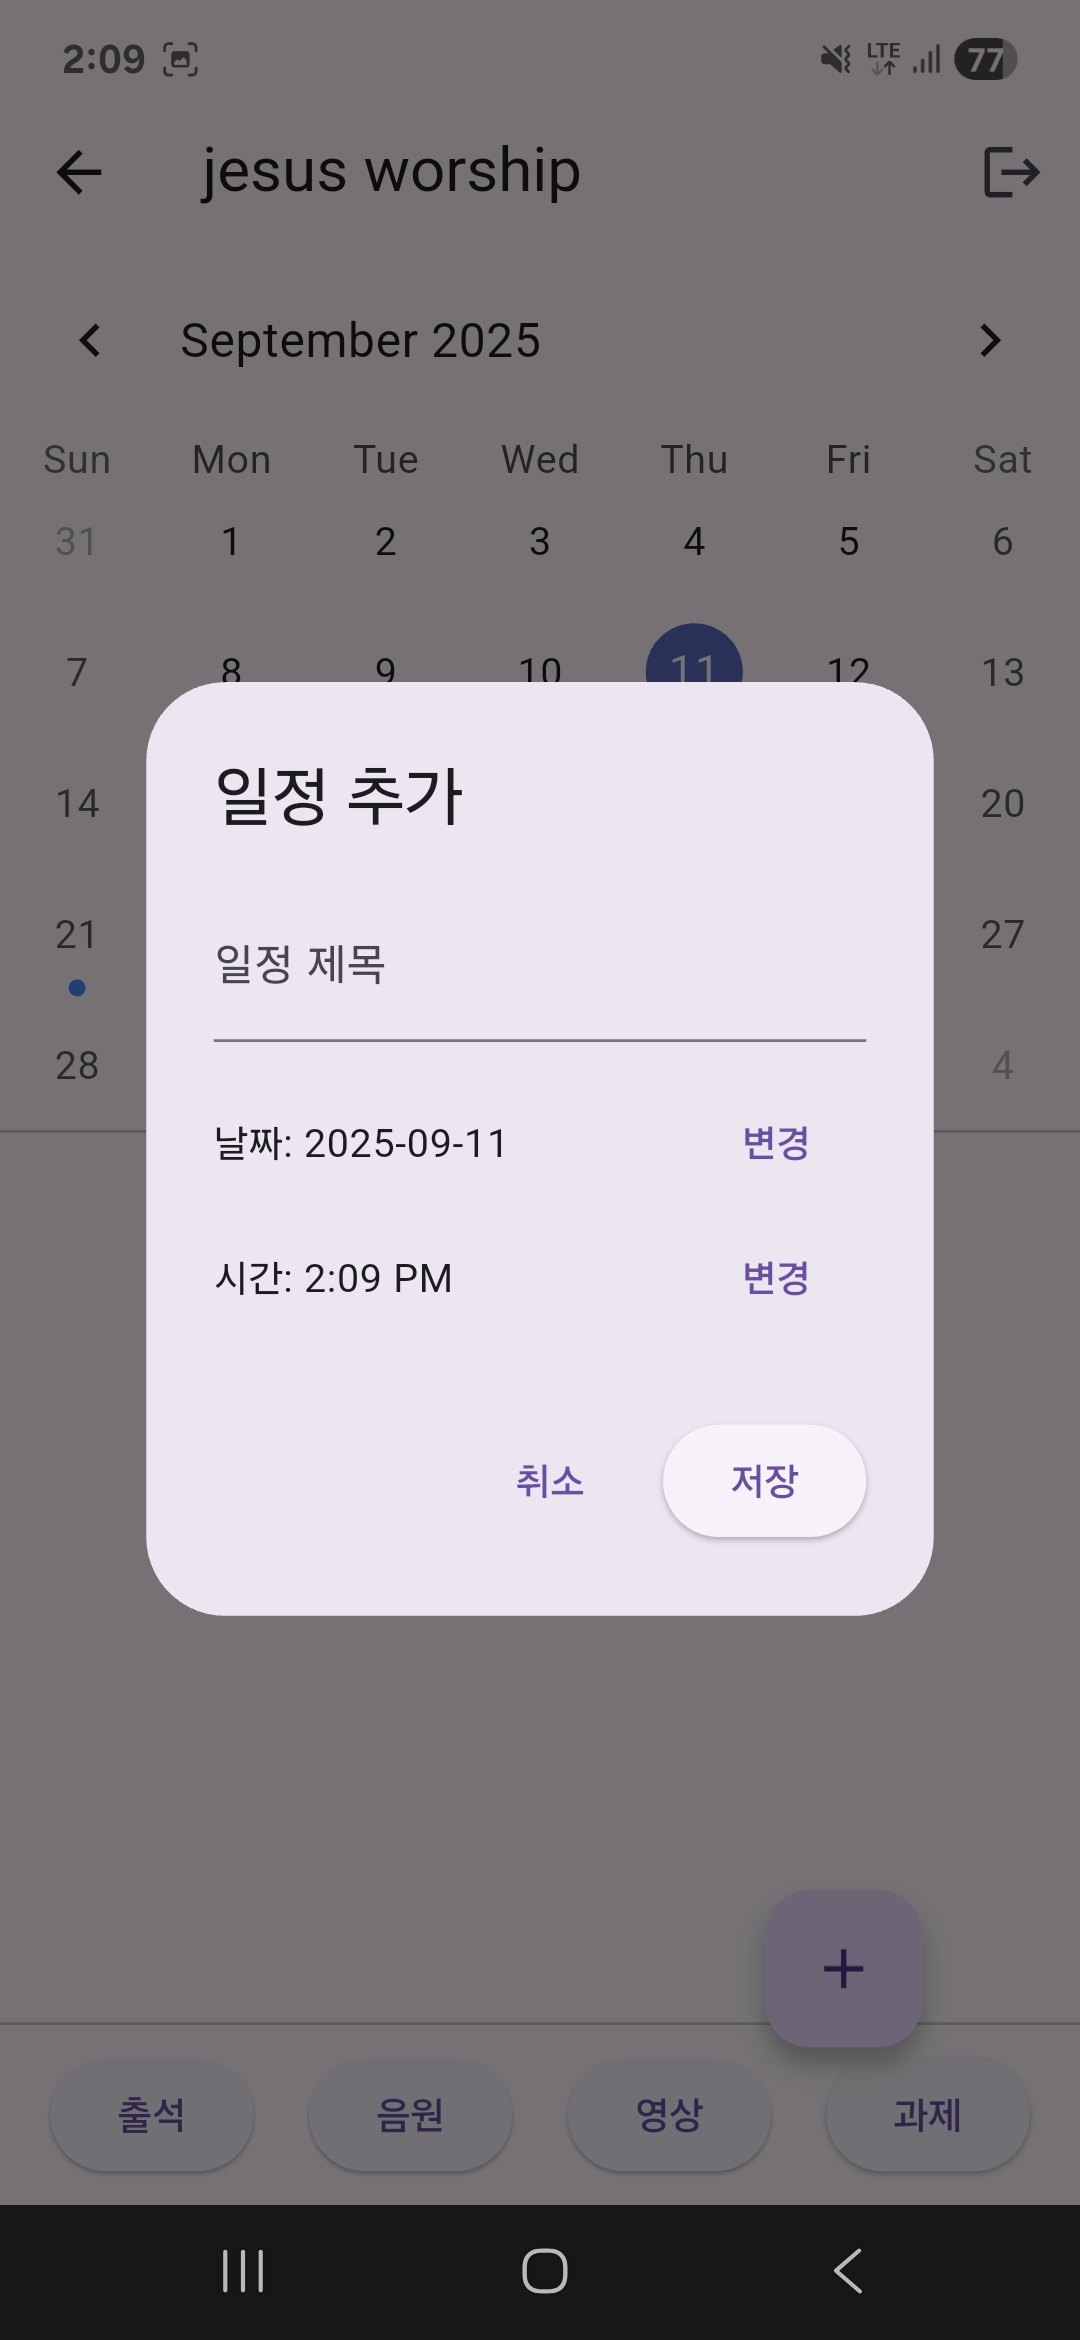 2:09 LTE 77
jesus worship
September 2025
Sun Mon Tue Wed Thu Fri Sat
31 1 2 3 4 5 6
7 8 9 10 11 12 13
일정 추가
14 20
일정 제목
21 27
28 4
날짜: 2025-09-11 변경
시간: 2:09 PM 변경
취소 저장
출석 음원 영상 과제